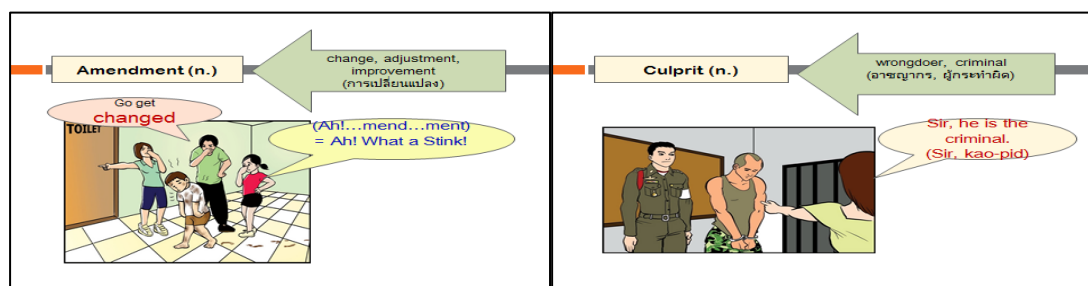 Amendment (n.)
change, adjustment,
improvement
(การเปลี่ยนแปลง)
Go get
changed
TOILET
(Ah!...mend...ment)
= Ah! What a Stink!
Culprit (n.)
wrongdoer, criminal
(อาชญากร, ผู้กระทำผิด)
Sir, he is the
criminal.
(Sir, kao-pid)